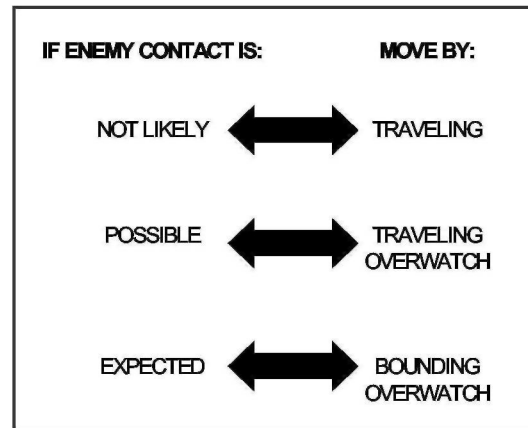 IF ENEMY CONTACT IS: MOVE BY:
NOT LIKELY TRAVELING
POSSIBLE TRAVELING
OVERWATCH
EXPECTED BOUNDING
OVERWATCH